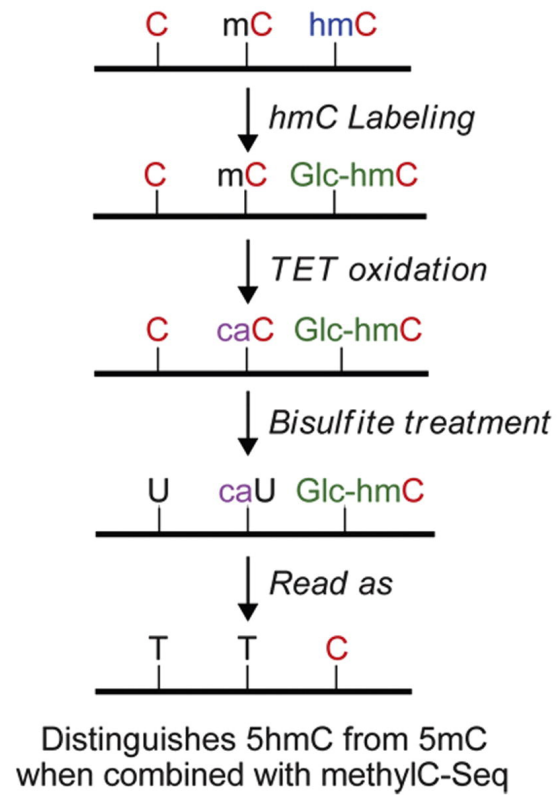 C mC hmC
hmC Labeling
C mC Glc-hmC
TET oxidation
C caC Glc-hmC
Bisulfite treatment
U caU Glc-hmC
Read as
T T C
Distinguishes 5hmC from 5mC
when combined with methylC-Seq